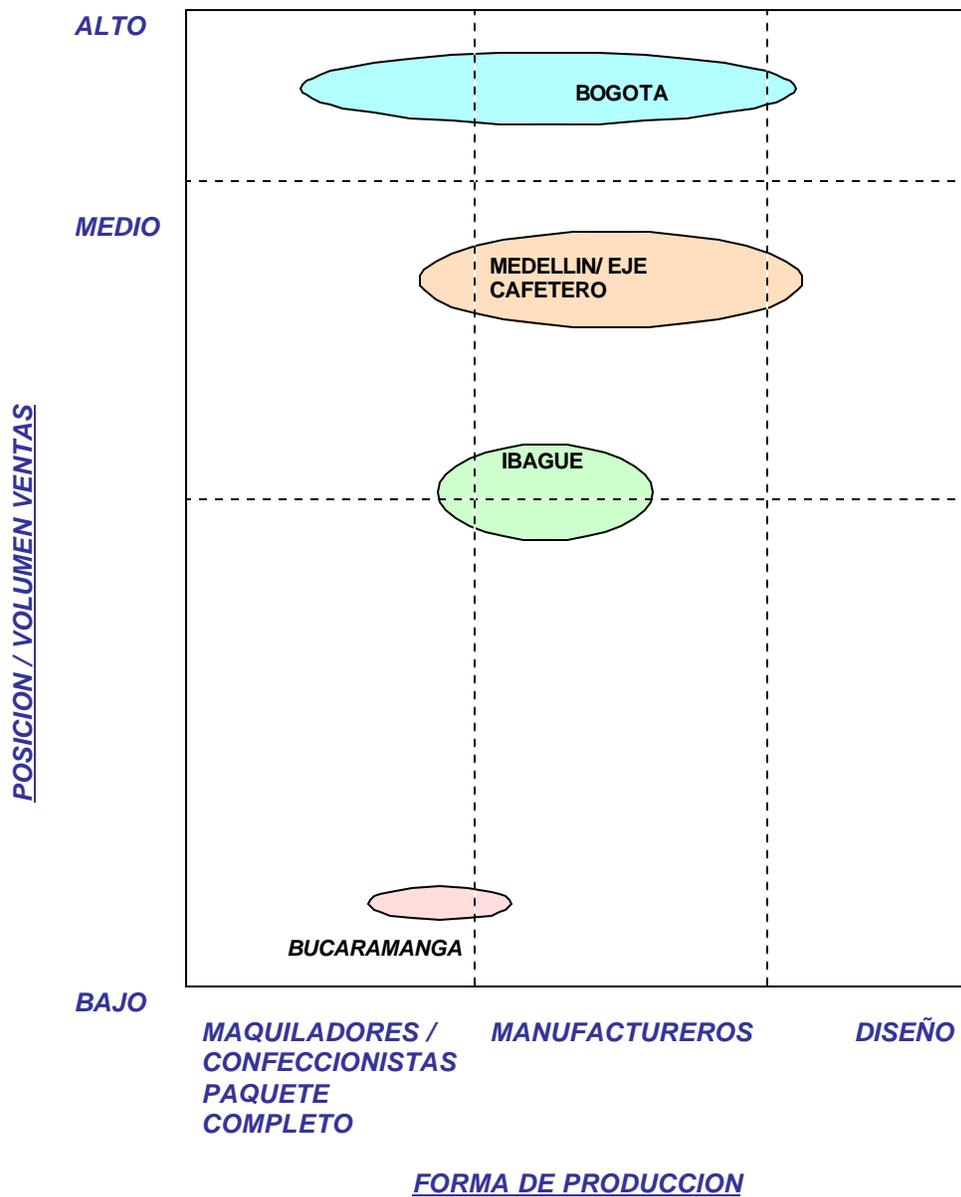 ALTO
BOGOTA
MEDIO
MEDELLIN/ EJE
CAFETERO
POSICION / VOLUMEN VENTAS
IBAGUE
BUCARAMANGA
BAJO
MAQUILADORES /
CONFECCIONISTAS
PAQUETE
COMPLETO
MANUFACTUREROS
DISEÑO
FORMA DE PRODUCCION